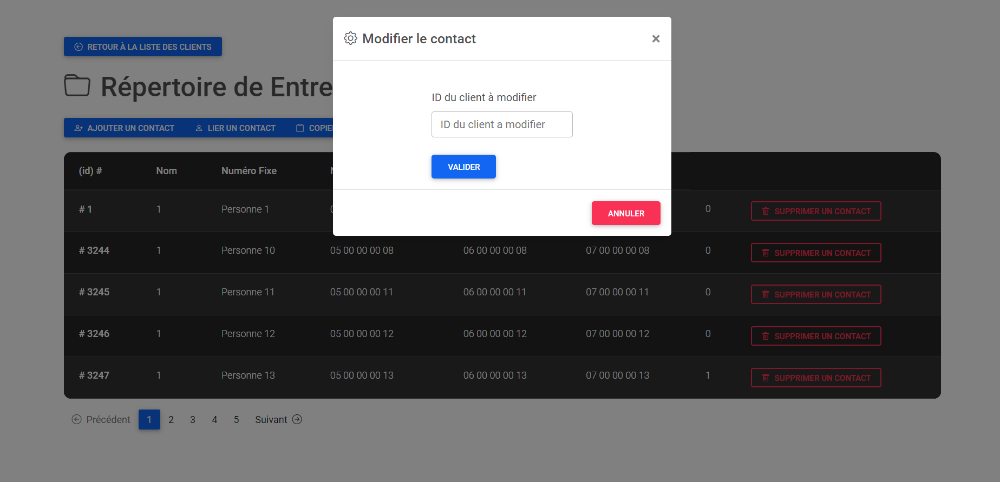 RETOUR À LA LISTE DES CLIENTS
Répertoire de Entre
AJOUTER UN CONTACT LIER UN CONTACT COPIE
Modifier le contact ×
ID du client à modifier
ID du client a modifier
VALIDER
ANNULER
(id) # Nom Numéro Fixe
# 1 1 Personne 1 0 SUPPRIMER UN CONTACT
# 3244 1 Personne 10 05 00 00 00 08 06 00 00 00 08 07 00 00 00 08 0 SUPPRIMER UN CONTACT
# 3245 1 Personne 11 05 00 00 00 11 06 00 00 00 11 07 00 00 00 11 0 SUPPRIMER UN CONTACT
# 3246 1 Personne 12 05 00 00 00 12 06 00 00 00 12 07 00 00 00 12 0 SUPPRIMER UN CONTACT
# 3247 1 Personne 13 05 00 00 00 13 06 00 00 00 13 07 00 00 00 13 1 SUPPRIMER UN CONTACT
Précédent 1 2 3 4 5 Suivant